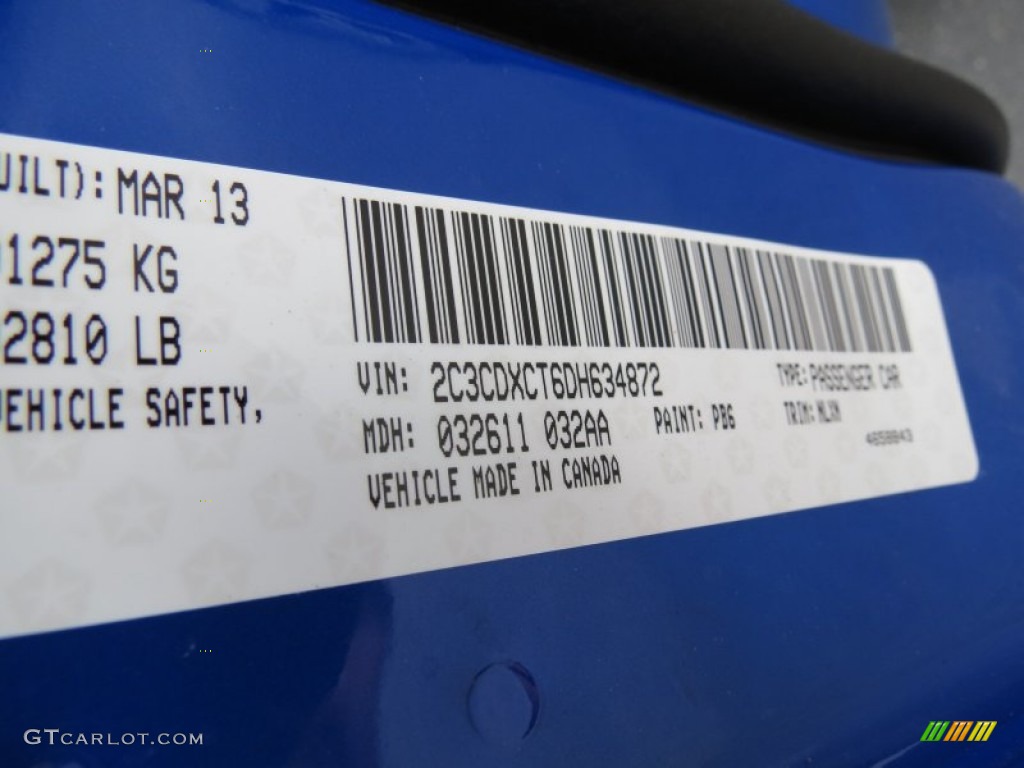 UILT): MAR 13
1275 KG
2810 LB
VEHICLE SAFETY,
VIN: 2C3CDXCT6DH634872
TYPE: PASSENGER CAR
MDH: 032611 032AA
PAINT: PB6
TRIM:
VEHICLE MADE IN CANADA
4658843
GTCARLOT.COM